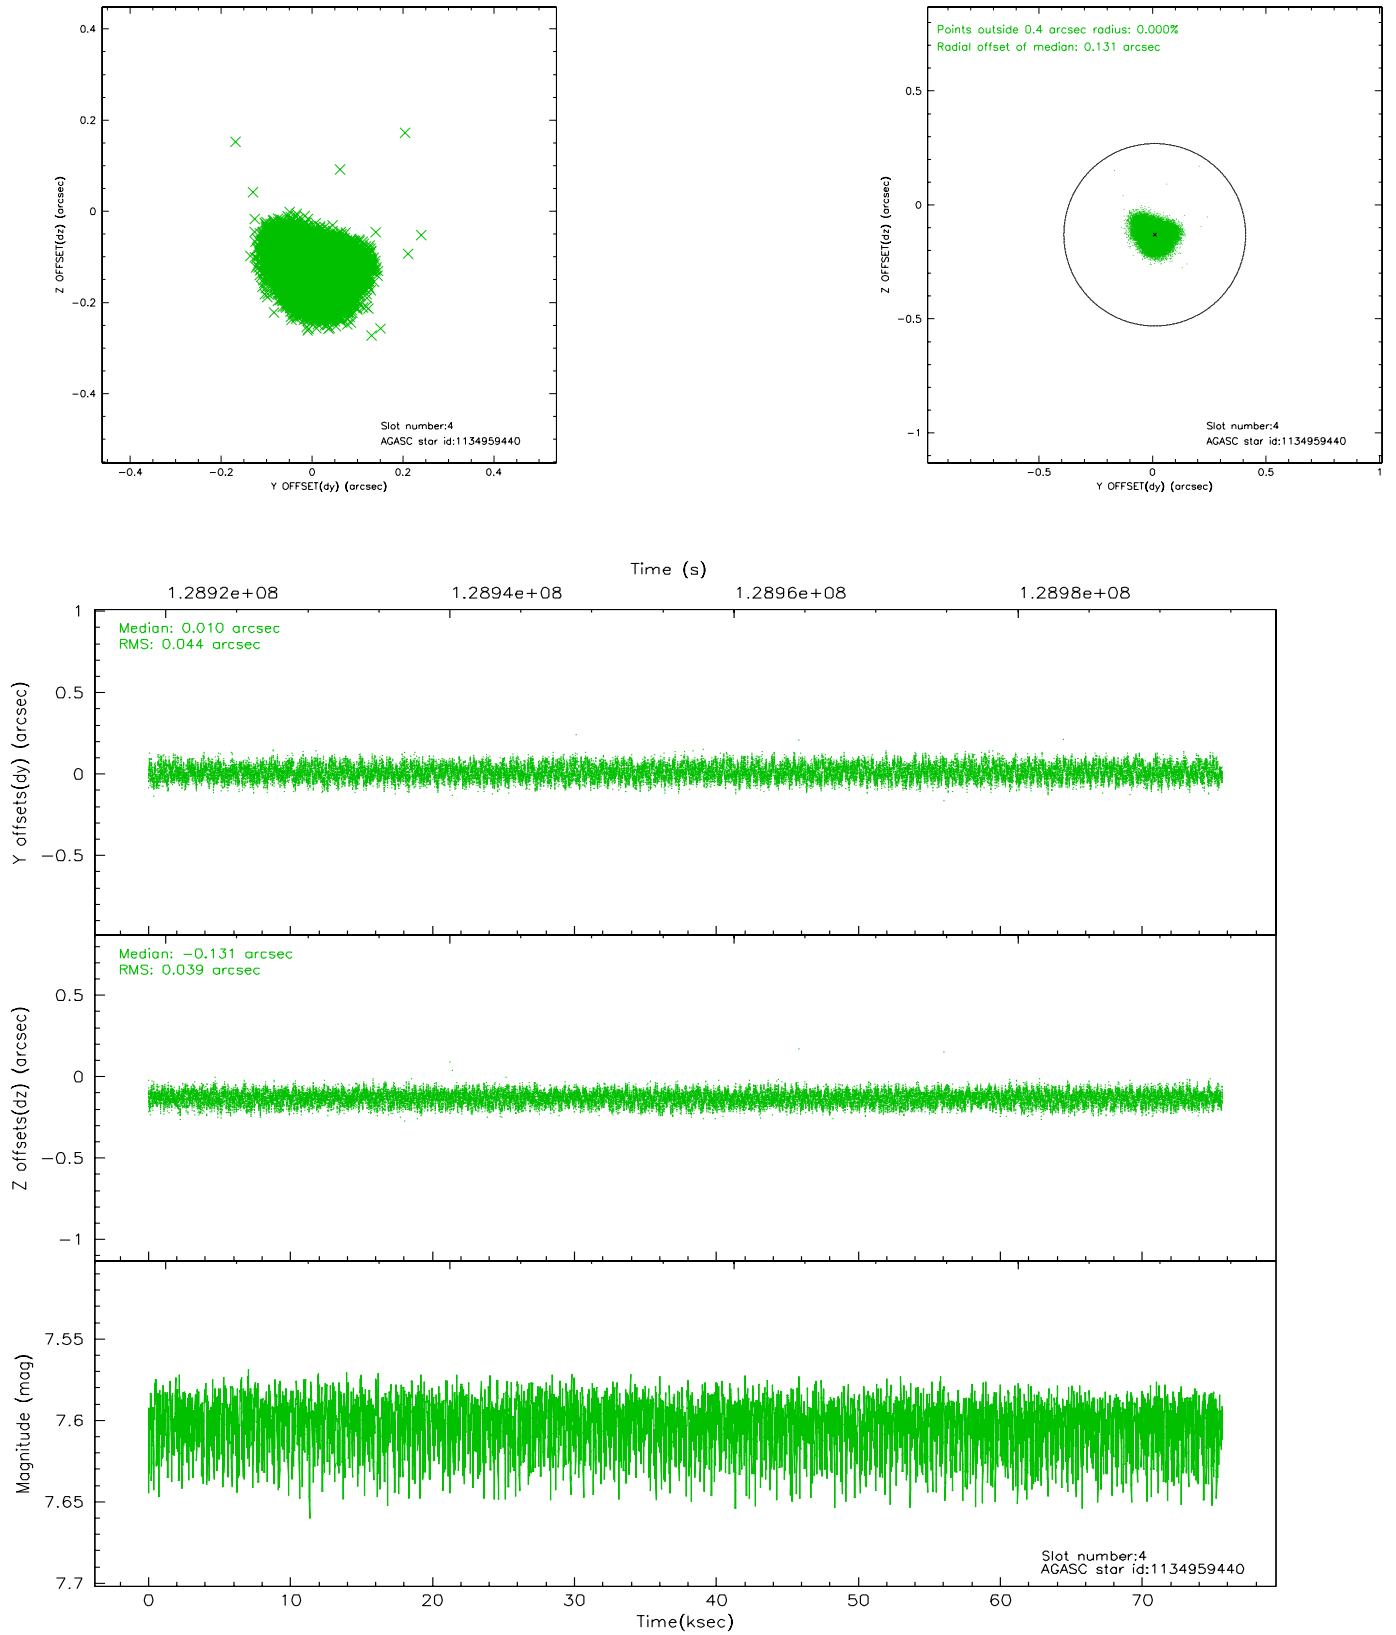 0.4
0.2
0
−0.2
−0.4
Z OFFSET(dz) (arcsec)
Slot number:4
AGASC star id:1134959440
−0.4
−0.2
0
0.2
0.4
Y OFFSET(dy) (arcsec)
Points outside 0.4 arcsec radius: 0.000%
Radial offset of median: 0.131 arcsec
0.5
0
−0.5
−1
Z OFFSET(dz) (arcsec)
Slot number:4
AGASC star id:1134959440
−0.5
0
0.5
1
Y OFFSET(dy) (arcsec)
Time (s)
1.2892e+08
1.2894e+08
1.2896e+08
1.2898e+08
1
0.5
0
−0.5
Y offsets(dy) (arcsec)
Median: 0.010 arcsec
RMS: 0.044 arcsec
0.5
0
−0.5
−1
Z offsets(dz) (arcsec)
Median: −0.131 arcsec
RMS: 0.039 arcsec
7.55
7.6
7.65
7.7
Magnitude (mag)
Slot number:4
AGASC star id:1134959440
0
10
20
30
40
50
60
70
Time(ksec)